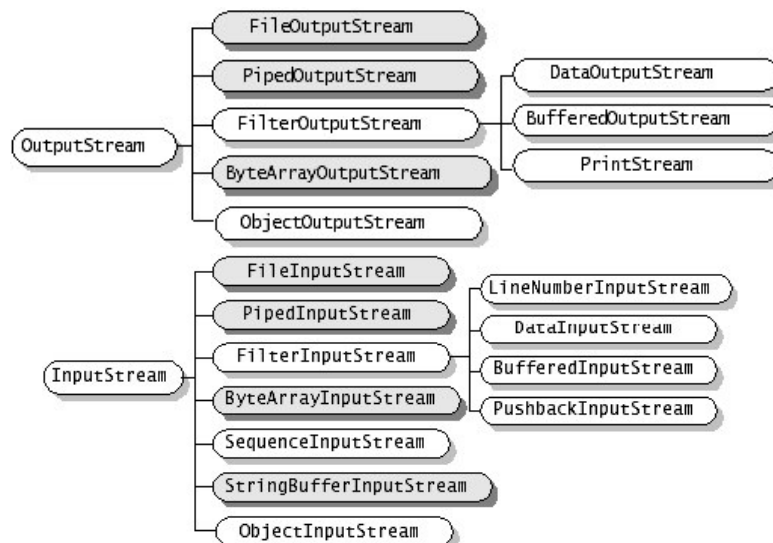 FileOutputStream
PipedOutputStream
FilterOutputStream
DataOutputStream
BufferedOutputStream
PrintStream
OutputStream
ByteArrayOutputStream
ObjectOutputStream
FileInputStream
PipedInputStream
FilterInputStream
LineNumberInputStream
DataInputStream
BufferedInputStream
PushbackInputStream
InputStream
ByteArrayInputStream
SequenceInputStream
StringBufferInputStream
ObjectInputStream